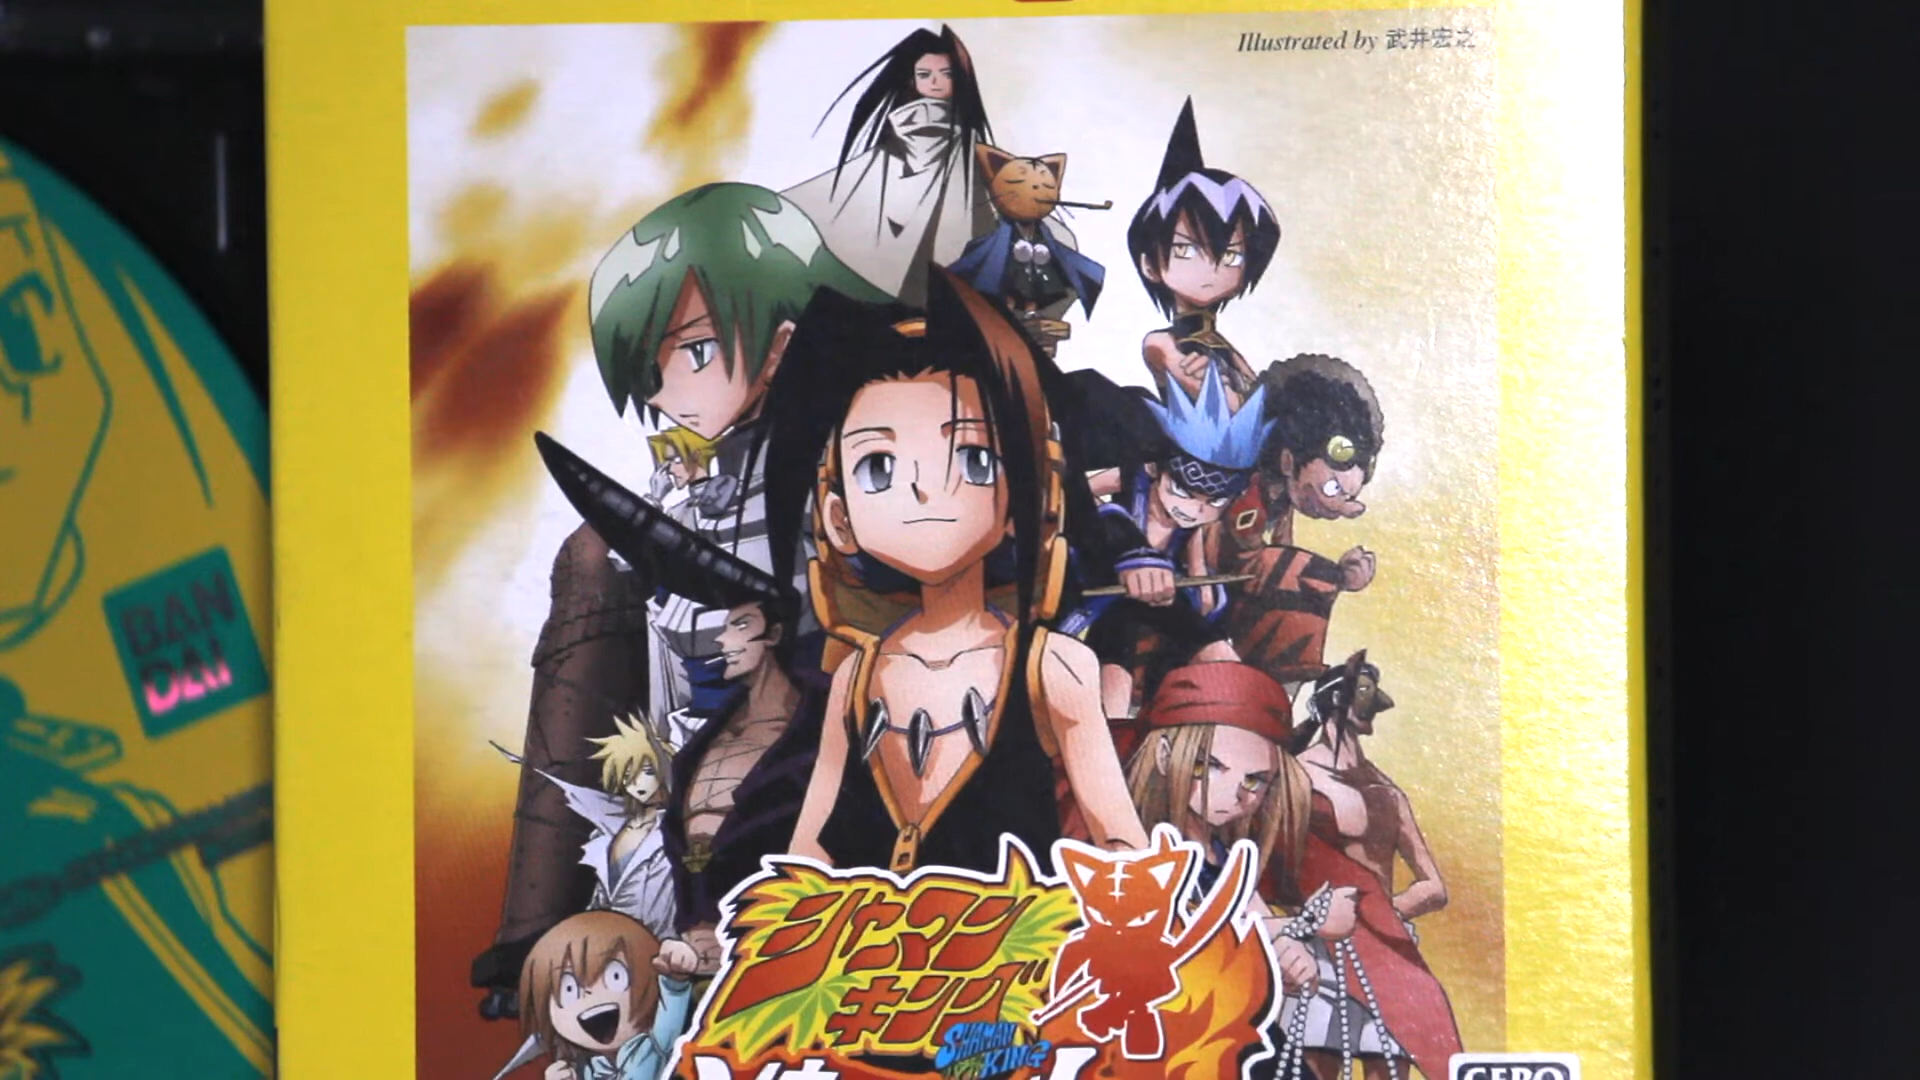 Illustrated by 武井宏之
BAN
DAI
シャーマン
キング
SHAMAN
KING
CERO